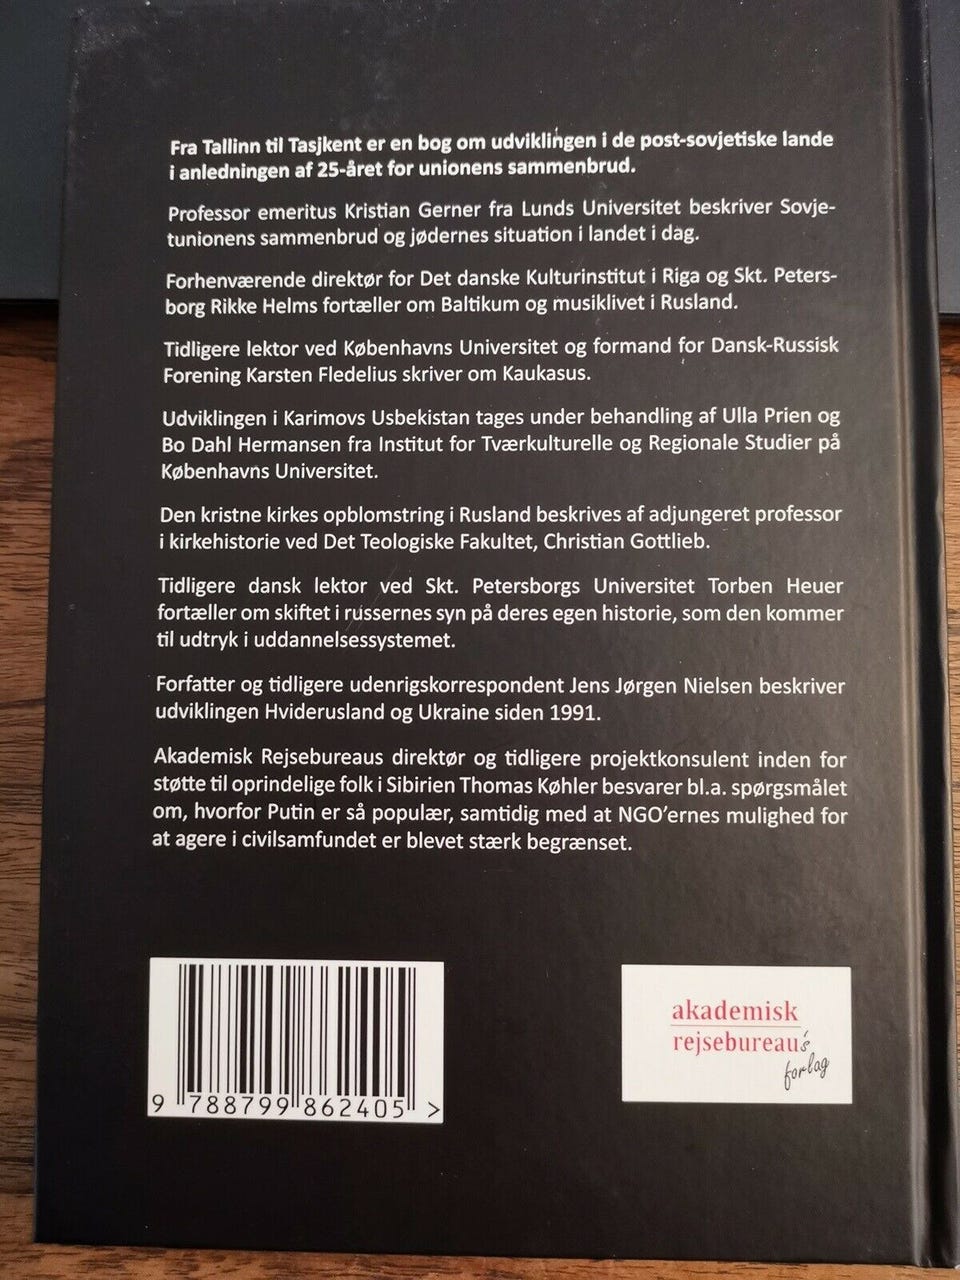 Fra Tallinn til Tasjkent er en bog om udviklingen i de post-sovjetiske lande
i anledningen af 25-året for unionens sammenbrud.
Professor emeritus Kristian Gerner fra Lunds Universitet beskriver Sovje-
tunionens sammenbrud og jødernes situation i landet i dag.
Forhenværende direktør for Det danske Kulturinstitut i Riga og Skt. Peters-
borg Rikke Helms fortæller om Baltikum og musiklivet i Rusland.
Tidligere lektor ved Københavns Universitet og formand for Dansk-Russisk
Forening Karsten Fledelius skriver om Kaukasus.
Udviklingen i Karimovs Usbekistan tages under behandling af Ulla Prien og
Bo Dahl Hermansen fra Institut for Tværkulturelle og Regionale Studier på
Københavns Universitet.
Den kristne kirkes opblomstring i Rusland beskrives af adjungeret professor
i kirkehistorie ved Det Teologiske Fakultet, Christian Gottlieb.
Tidligere dansk lektor ved Skt. Petersborgs Universitet Torben Heuer
fortæller om skiftet i russernes syn på deres egen historie, som den kommer
til udtryk i uddannelsessystemet.
Forfatter og tidligere udenrigskorrespondent Jens Jørgen Nielsen beskriver
udviklingen Hviderusland og Ukraine siden 1991.
Akademisk Rejsebureaus direktør og tidligere projektkonsulent inden for
støtte til oprindelige folk i Sibirien Thomas Køhler besvarer bl.a. spørgsmålet
om, hvorfor Putin er så populær, samtidig med at NGO'ernes mulighed for
at agere i civilsamfundet er blevet stærk begrænset.
9 788799 862405 >
akademisk
rejsebureau's
forlag